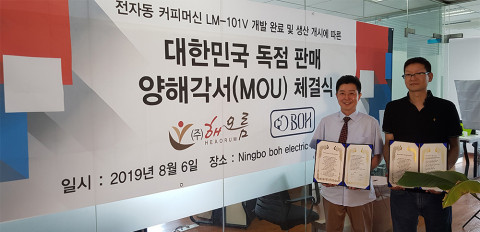 전자동 커피머신 LM-101V 개발 완료 및 생산 개시에 따른
대한민국 독점 판매
양해각서(MOU) 체결식
(주)해오름
HEAORUM
BOH
일시 : 2019년 8월 6일 장소 : Ningbo boh electric